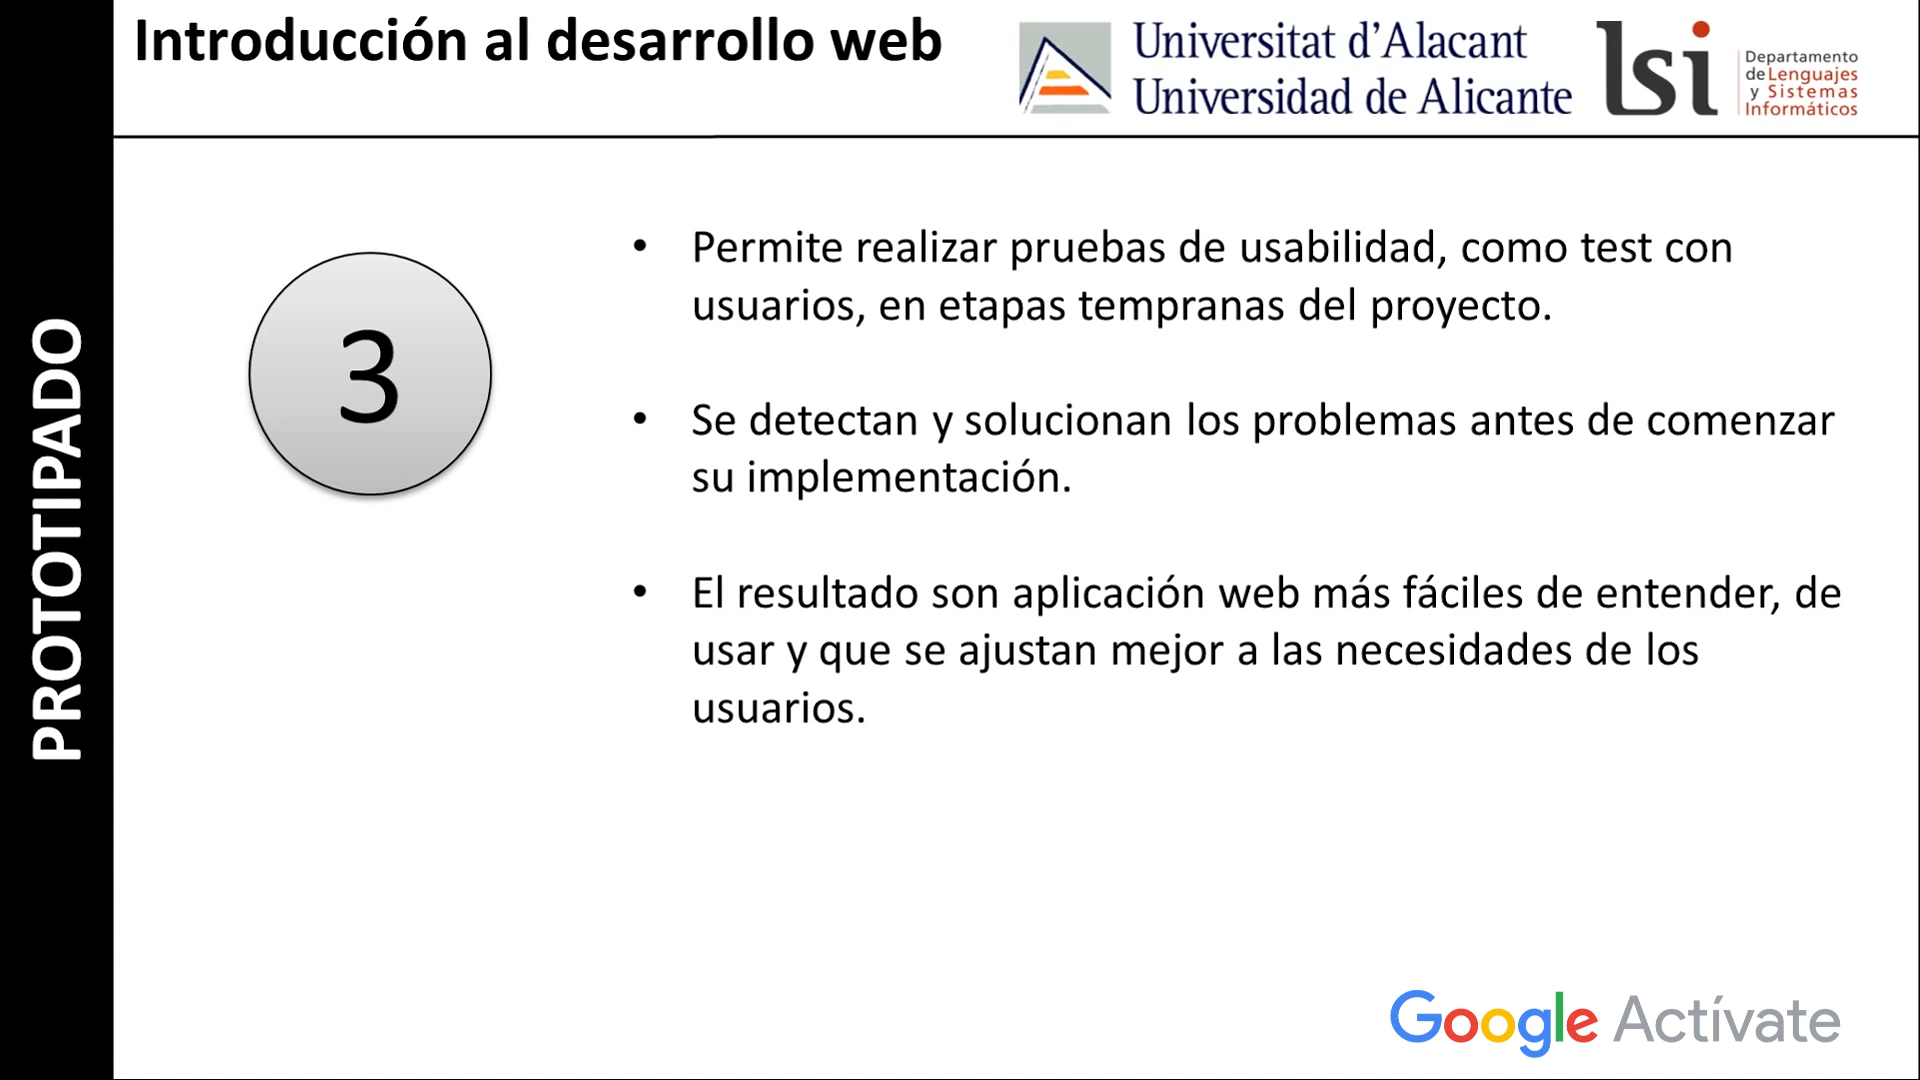 Introducción al desarrollo web
Universitat d'Alacant
Universidad de Alicante
lsi
Departamento
de Lenguajes
y Sistemas
Informáticos
PROTOTIPADO
3
• Permite realizar pruebas de usabilidad, como test con
usuarios, en etapas tempranas del proyecto.
• Se detectan y solucionan los problemas antes de comenzar
su implementación.
• El resultado son aplicación web más fáciles de entender, de
usar y que se ajustan mejor a las necesidades de los
usuarios.
Google Actívate